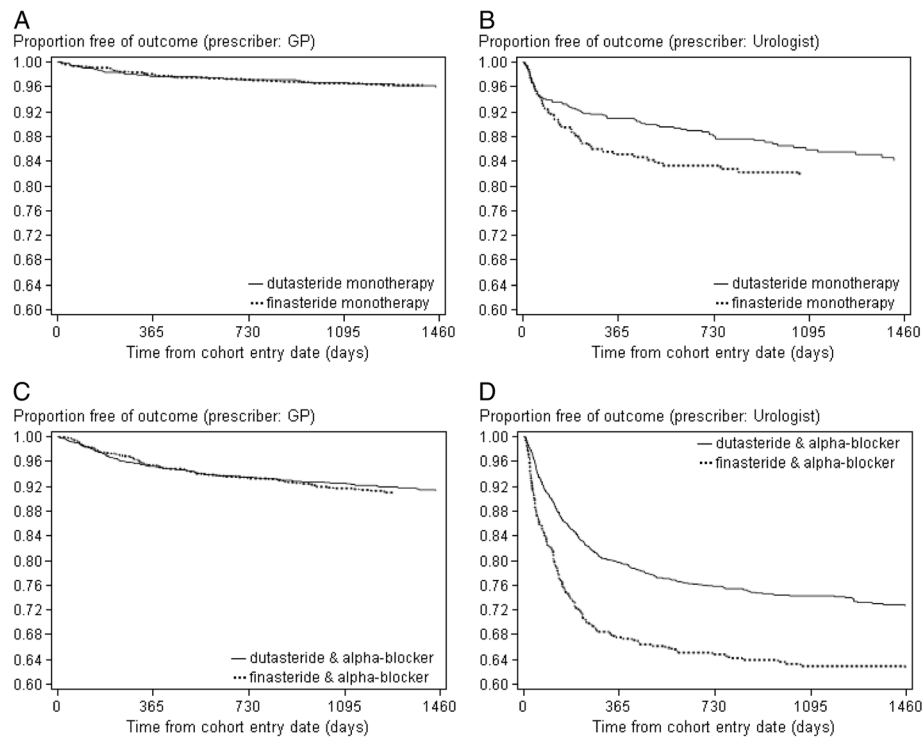 A
Proportion free of outcome (prescriber: GP)
1.00
0.96
0.92
0.88
0.84
0.80
0.76
0.72
0.68
0.64
0.60
dutasteride monotherapy
finasteride monotherapy
0 365 730 1095 1460
Time from cohort entry date (days)
B
Proportion free of outcome (prescriber: Urologist)
1.00
0.96
0.92
0.88
0.84
0.80
0.76
0.72
0.68
0.64
0.60
dutasteride monotherapy
finasteride monotherapy
0 365 730 1095 1460
Time from cohort entry date (days)
C
Proportion free of outcome (prescriber: GP)
1.00
0.96
0.92
0.88
0.84
0.80
0.76
0.72
0.68
0.64
0.60
dutasteride & alpha-blocker
finasteride & alpha-blocker
0 365 730 1095 1460
Time from cohort entry date (days)
D
Proportion free of outcome (prescriber: Urologist)
1.00
0.96
0.92
0.88
0.84
0.80
0.76
0.72
0.68
0.64
0.60
dutasteride & alpha-blocker
finasteride & alpha-blocker
0 365 730 1095 1460
Time from cohort entry date (days)